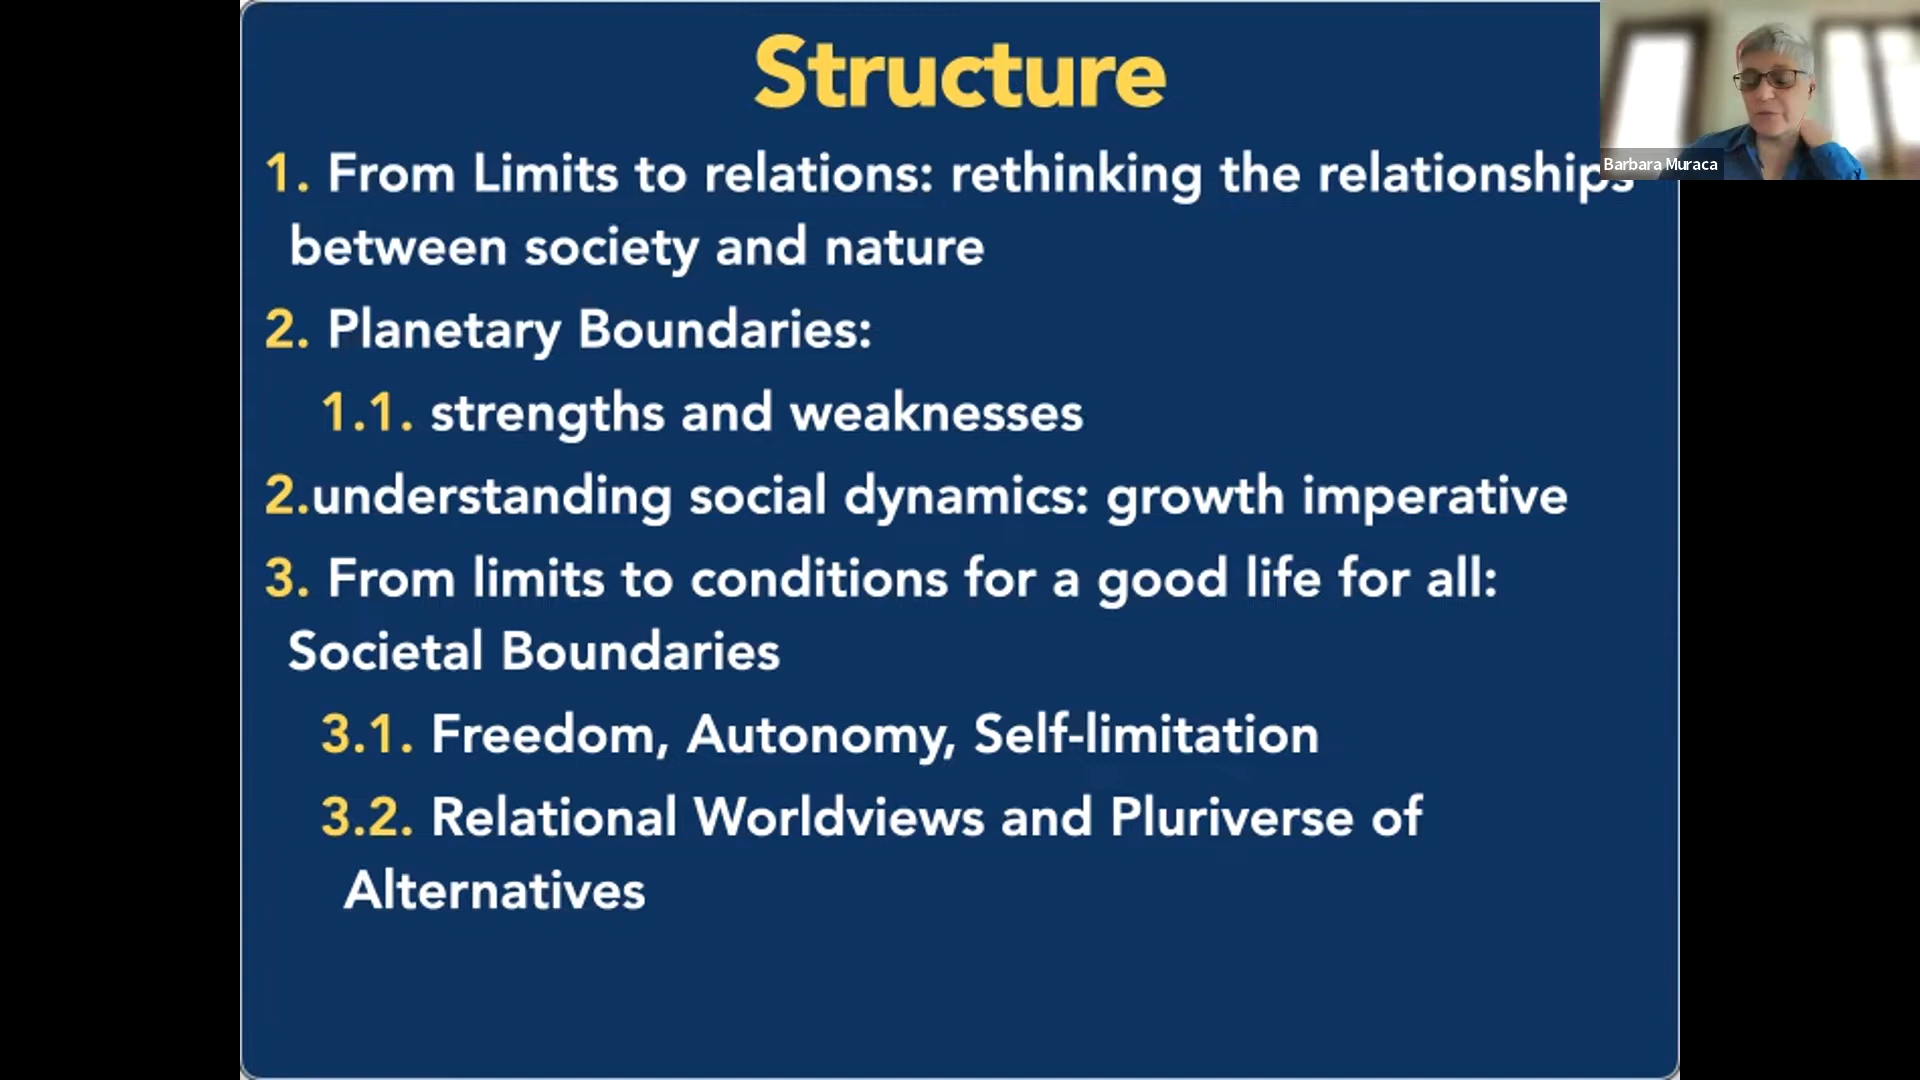 Structure
1. From Limits to relations: rethinking the relationships
between society and nature
2. Planetary Boundaries:
1.1. strengths and weaknesses
2.understanding social dynamics: growth imperative
3. From limits to conditions for a good life for all:
Societal Boundaries
3.1. Freedom, Autonomy, Self-limitation
3.2. Relational Worldviews and Pluriverse of
Alternatives
Barbara Muraca